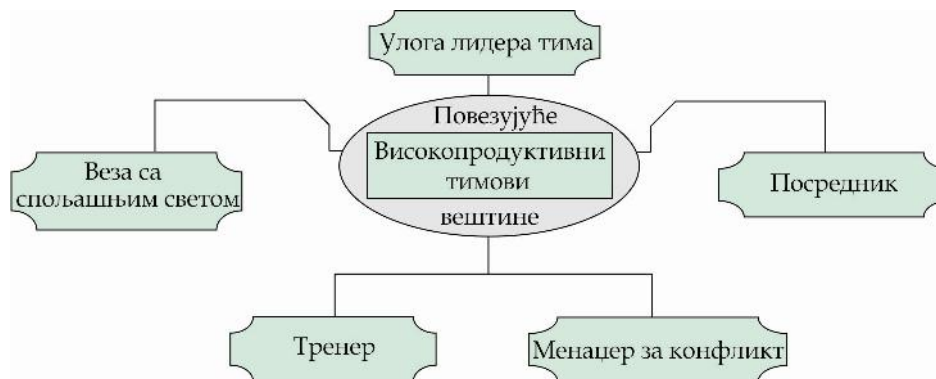 Улога лидера тима
Повезујуће
Високопродуктивни
тимови
вештине
Веза са
спољашњим светом
Посредник
Тренер
Менаџер за конфликт